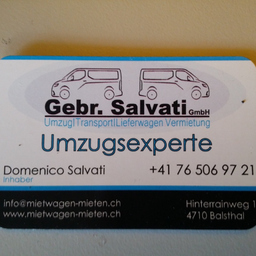 Gebr. Salvati GmbH
Umzug|Transport|Lieferwagen Vermietung
Umzugsexperte
Domenico Salvati
Inhaber
+41 76 506 97 21
info@mietwagen-mieten.ch
www.mietwagen-mieten.ch
Hinterrainweg 1
4710 Balsthal